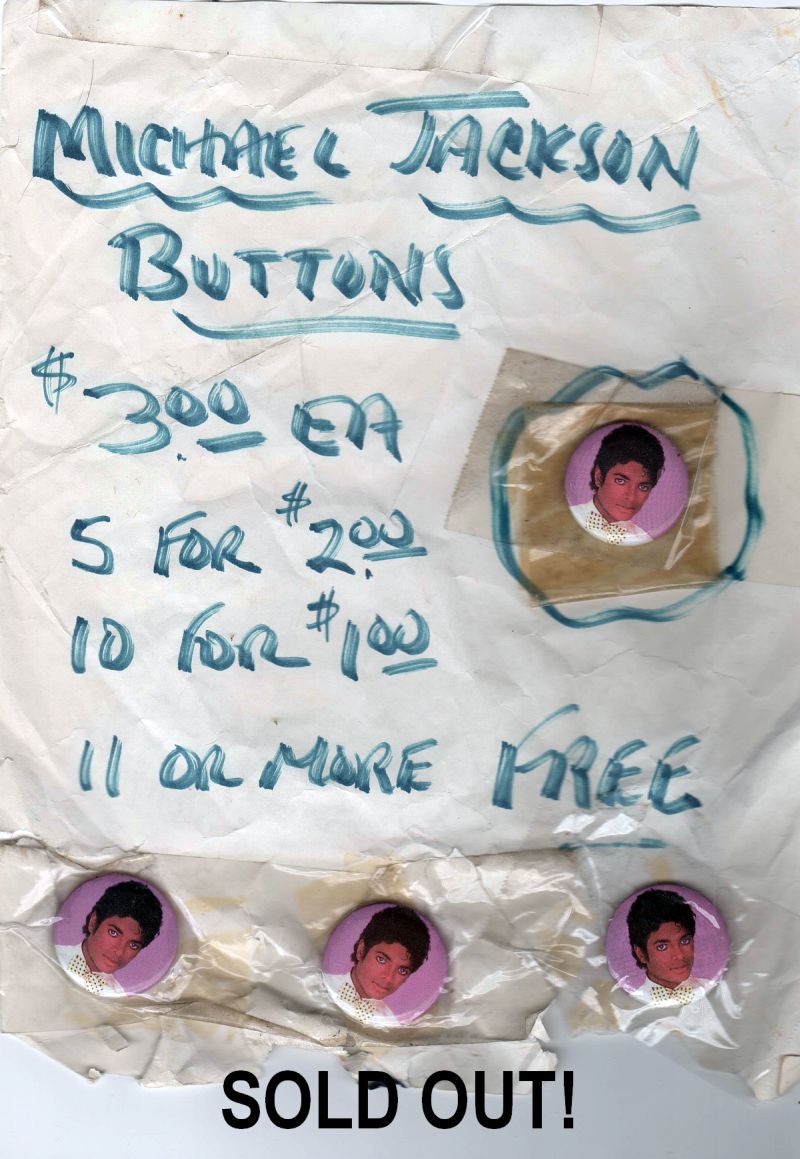 MICHAEL JACKSON
BUTTONS
$3.00 EA
5 FOR $2.00
10 FOR $1.00
11 OR MORE FREE
SOLD OUT!